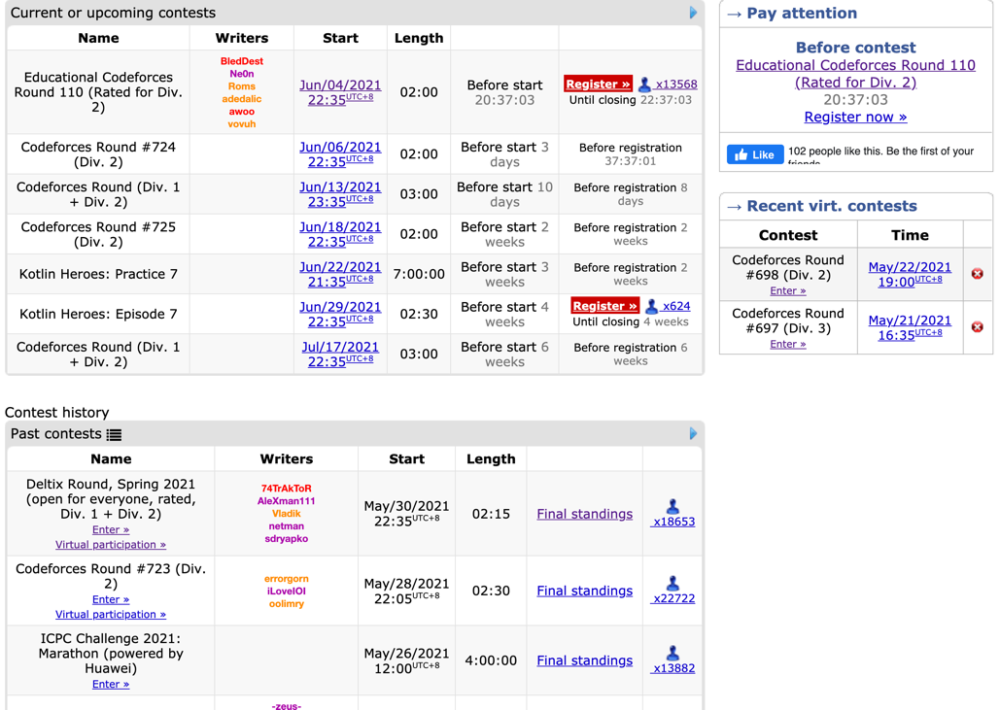 Current or upcoming contests
Name Writers Start Length
Educational Codeforces
Round 110 (Rated for Div.
2)
BledDest
Ne0n
Roms
adedalic
awoo
vovuh
Jun/04/2021
22:35UTC+8
02:00
Before start
20:37:03
Register » x13568
Until closing 22:37:03
Codeforces Round #724
(Div. 2)
Jun/06/2021
22:35UTC+8
02:00
Before start 3
days
Before registration
37:37:01
Codeforces Round (Div. 1
+ Div. 2)
Jun/13/2021
23:35UTC+8
03:00
Before start 10
days
Before registration 8
days
Codeforces Round #725
(Div. 2)
Jun/18/2021
22:35UTC+8
02:00
Before start 2
weeks
Before registration 2
weeks
Kotlin Heroes: Practice 7
Jun/22/2021
21:35UTC+8
7:00:00
Before start 3
weeks
Before registration 2
weeks
Kotlin Heroes: Episode 7
Jun/29/2021
22:35UTC+8
02:30
Before start 4
weeks
Register » x624
Until closing 4 weeks
Codeforces Round (Div. 1
+ Div. 2)
Jul/17/2021
22:35UTC+8
03:00
Before start 6
weeks
Before registration 6
weeks
→ Pay attention
Before contest
Educational Codeforces Round 110
(Rated for Div. 2)
20:37:03
Register now »
Like
102 people like this. Be the first of your
friends.
→ Recent virt. contests
Contest Time
Codeforces Round
#698 (Div. 2)
Enter »
May/22/2021
19:00UTC+8
Codeforces Round
#697 (Div. 3)
Enter »
May/21/2021
16:35UTC+8
Contest history
Past contests
Name Writers Start Length
Deltix Round, Spring 2021
(open for everyone, rated,
Div. 1 + Div. 2)
Enter »
Virtual participation »
74TrAkToR
AleXman111
Vladik
netman
sdryapko
May/30/2021
22:35UTC+8
02:15
Final standings
x18653
Codeforces Round #723 (Div.
2)
Enter »
Virtual participation »
errorgorn
iLoveIOI
oolimry
May/28/2021
22:05UTC+8
02:30
Final standings
x22722
ICPC Challenge 2021:
Marathon (powered by
Huawei)
Enter »
May/26/2021
12:00UTC+8
4:00:00
Final standings
x13882
-zeus-